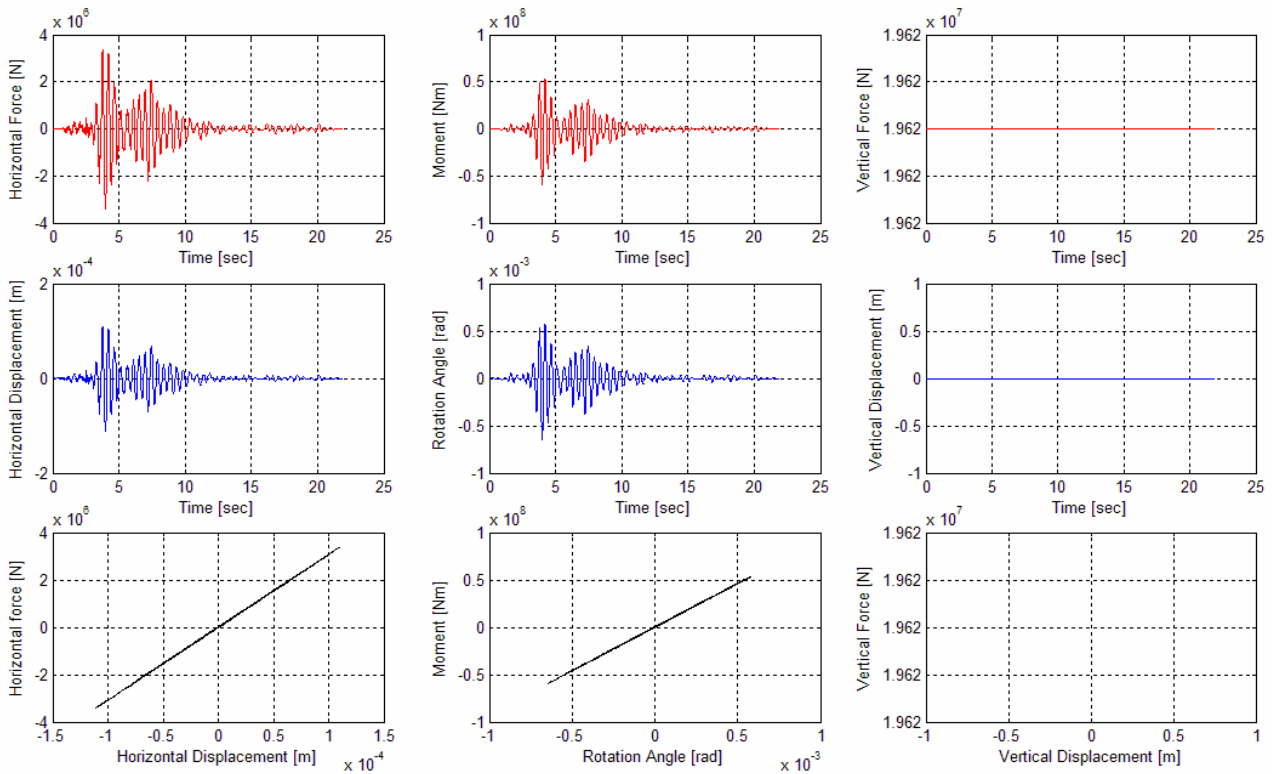 x 10^6
4
2
0
-2
-4
Horizontal Force [N]
0 5 10 15 20 25
Time [sec]
x 10^8
1
0.5
0
-0.5
-1
Moment [Nm]
0 5 10 15 20 25
Time [sec]
x 10^7
1.962
1.962
1.962
1.962
1.962
Vertical Force [N]
0 5 10 15 20 25
Time [sec]
x 10^-4
2
0
-2
Horizontal Displacement [m]
0 5 10 15 20 25
Time [sec]
x 10^-3
1
0.5
0
-0.5
-1
Rotation Angle [rad]
0 5 10 15 20 25
Time [sec]
1
0.5
0
-0.5
-1
Vertical Displacement [m]
0 5 10 15 20 25
Time [sec]
x 10^6
4
2
0
-2
-4
Horizontal force [N]
-1.5 -1 -0.5 0 0.5 1 1.5
Horizontal Displacement [m]
x 10^-4
x 10^8
1
0.5
0
-0.5
-1
Moment [Nm]
-1 -0.5 0 0.5 1
Rotation Angle [rad]
x 10^-3
x 10^7
1.962
1.962
1.962
1.962
1.962
Vertical Force [N]
-1 -0.5 0 0.5 1
Vertical Displacement [m]